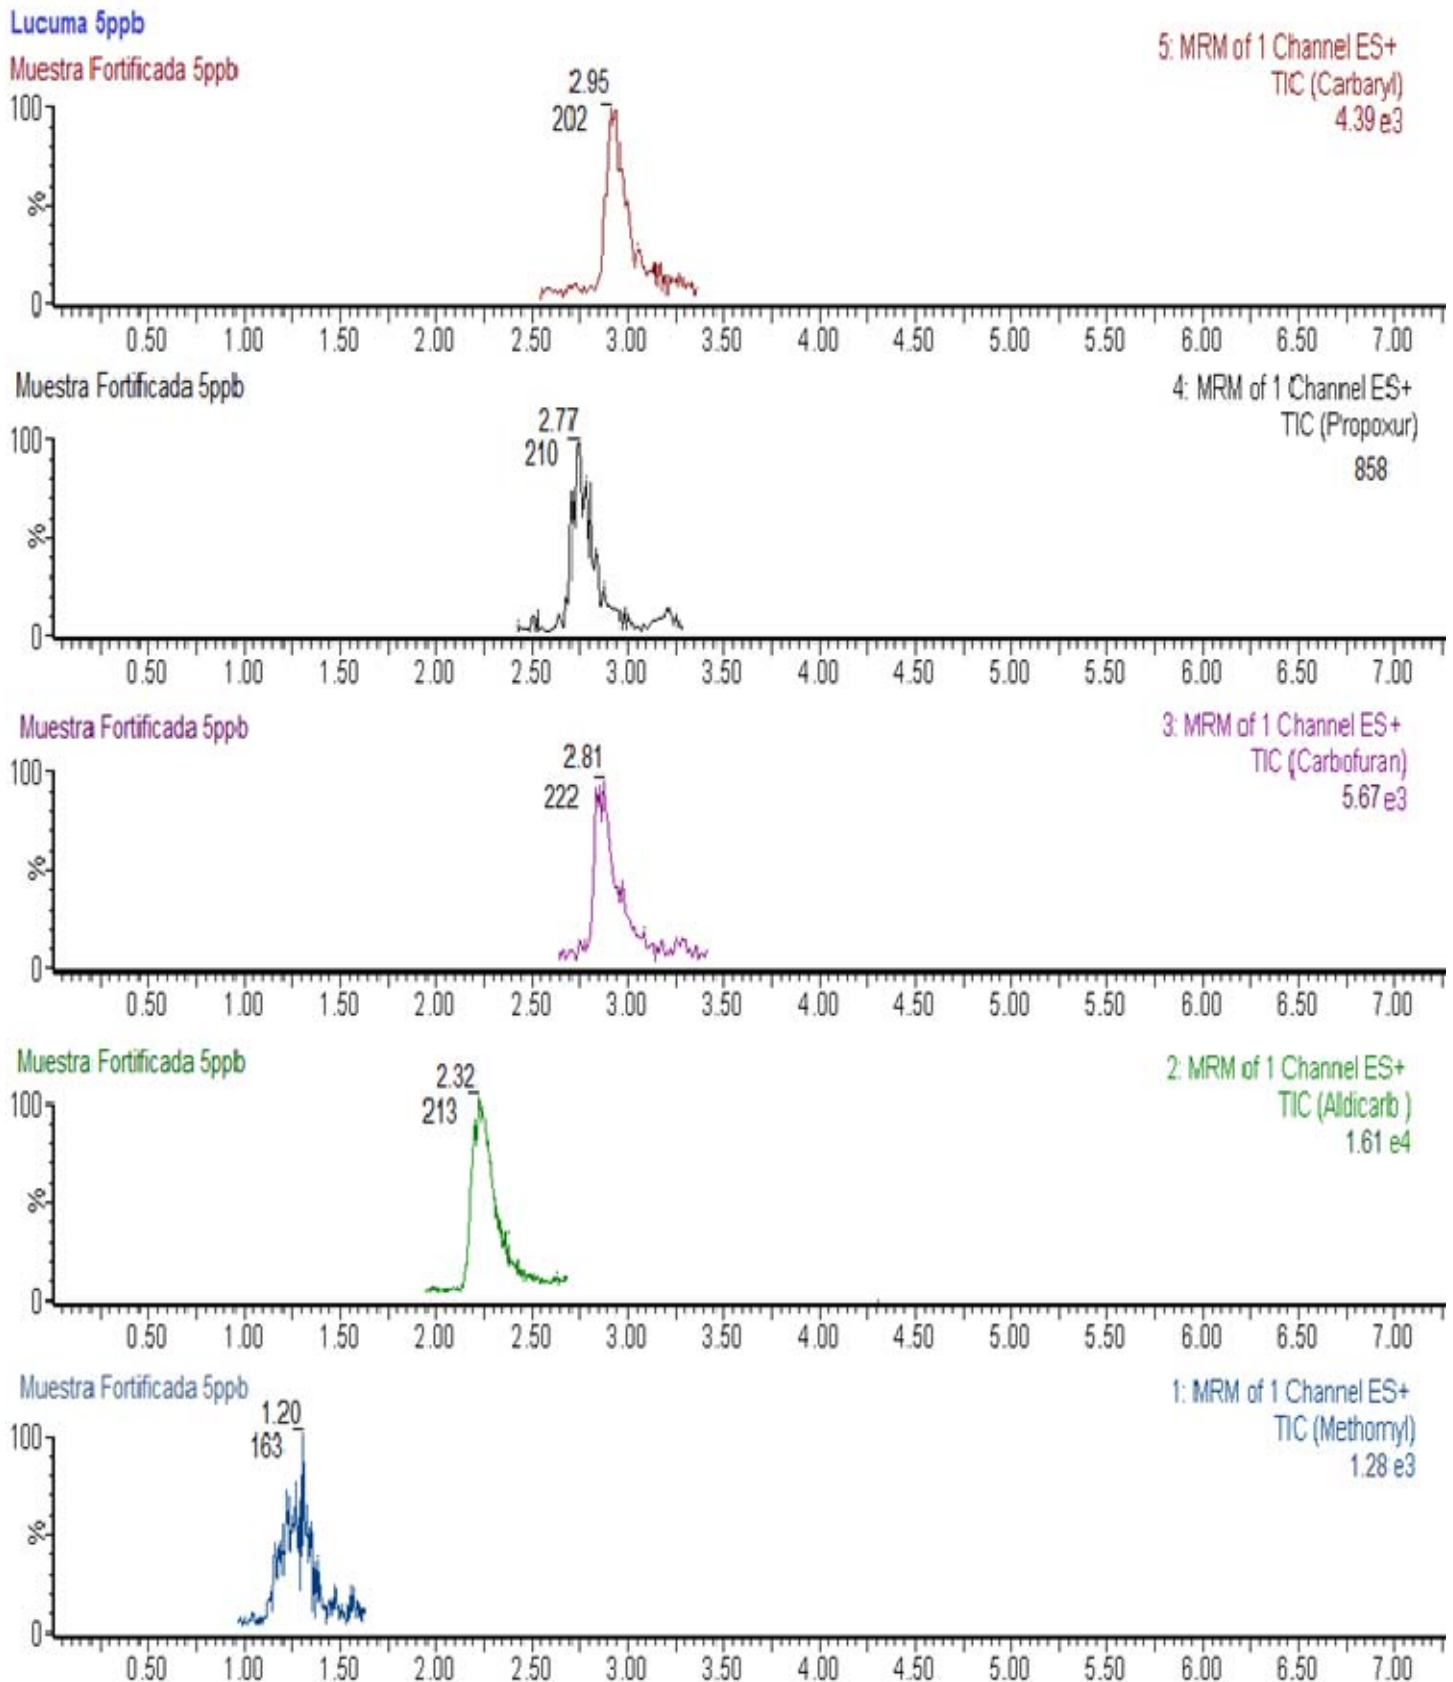 Lucuma 5ppb
Muestra Fortificada 5ppb
5: MRM of 1 Channel ES+
TIC (Carbaryl)
4.39 e3
2.95
202
100
%
0
0.50 1.00 1.50 2.00 2.50 3.00 3.50 4.00 4.50 5.00 5.50 6.00 6.50 7.00
Muestra Fortificada 5ppb
4: MRM of 1 Channel ES+
TIC (Propoxur)
858
2.77
210
100
%
0
0.50 1.00 1.50 2.00 2.50 3.00 3.50 4.00 4.50 5.00 5.50 6.00 6.50 7.00
Muestra Fortificada 5ppb
3: MRM of 1 Channel ES+
TIC (Carbofuran)
5.67 e3
2.81
222
100
%
0
0.50 1.00 1.50 2.00 2.50 3.00 3.50 4.00 4.50 5.00 5.50 6.00 6.50 7.00
Muestra Fortificada 5ppb
2: MRM of 1 Channel ES+
TIC (Aldicarb )
1.61 e4
2.32
213
100
%
0
0.50 1.00 1.50 2.00 2.50 3.00 3.50 4.00 4.50 5.00 5.50 6.00 6.50 7.00
Muestra Fortificada 5ppb
1: MRM of 1 Channel ES+
TIC (Methomyl)
1.28 e3
1.20
163
100
%
0
0.50 1.00 1.50 2.00 2.50 3.00 3.50 4.00 4.50 5.00 5.50 6.00 6.50 7.00